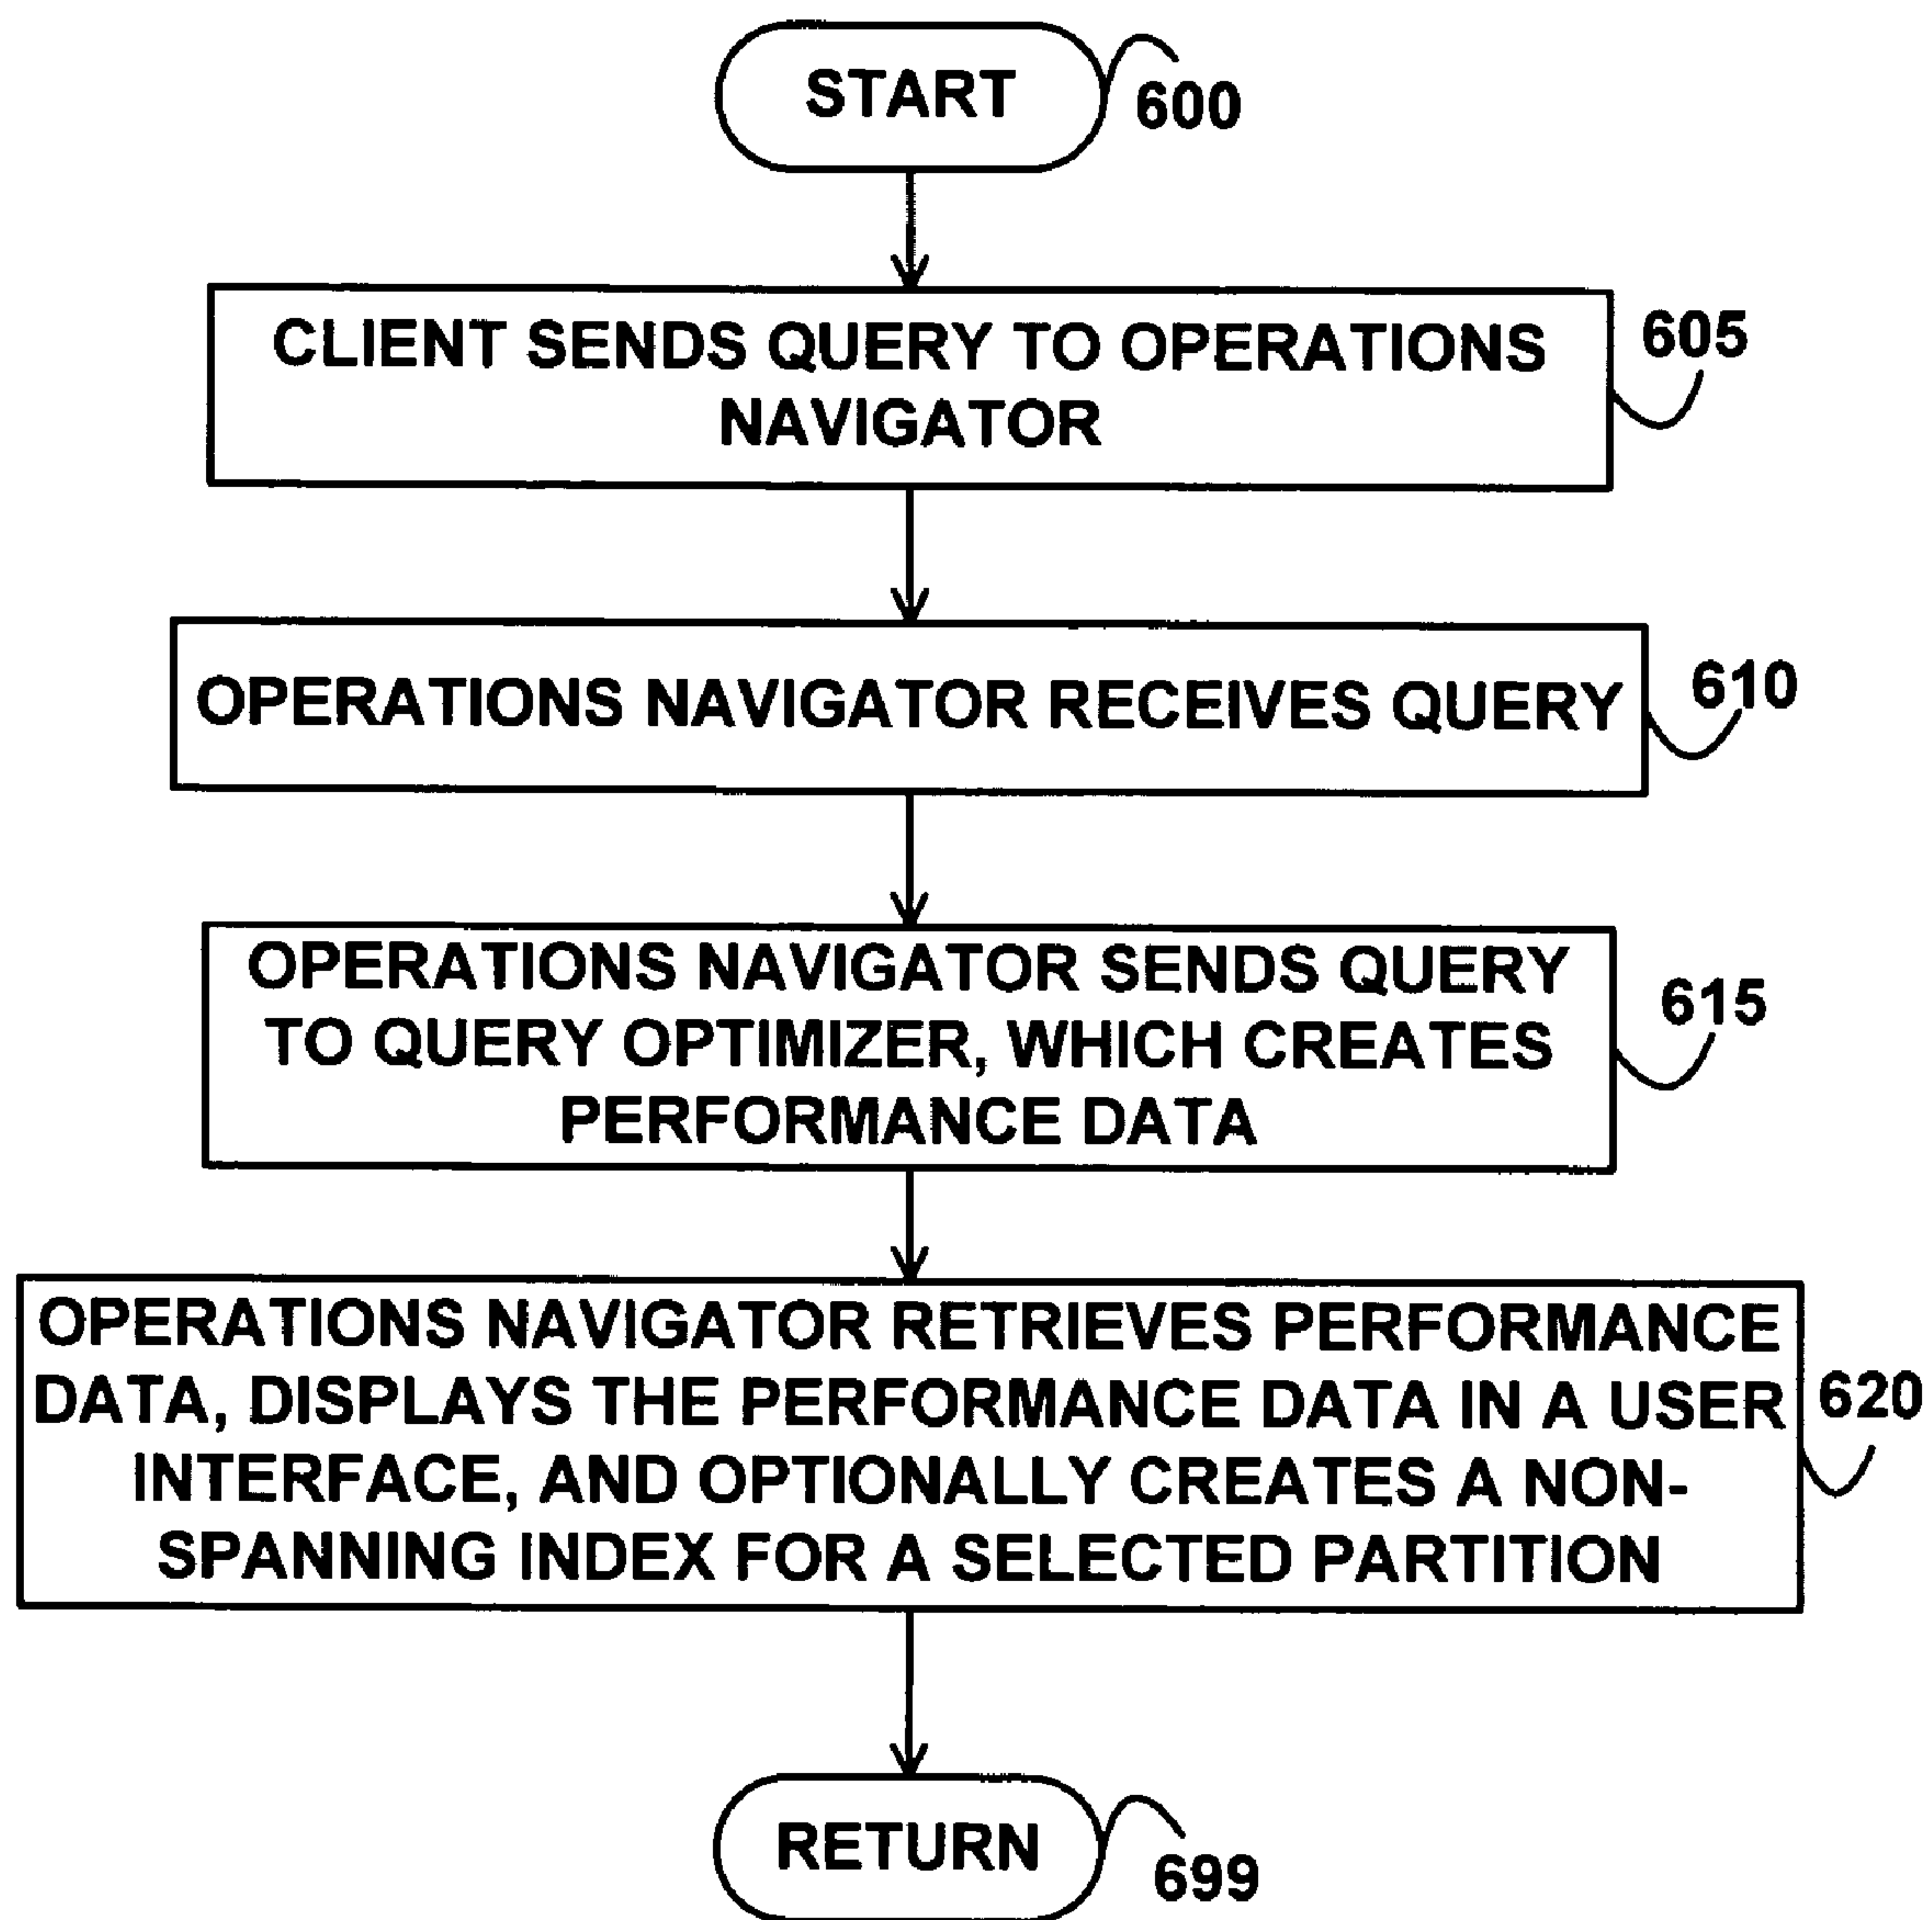 START
600
CLIENT SENDS QUERY TO OPERATIONS
NAVIGATOR
605
OPERATIONS NAVIGATOR RECEIVES QUERY
610
OPERATIONS NAVIGATOR SENDS QUERY
TO QUERY OPTIMIZER, WHICH CREATES
PERFORMANCE DATA
615
OPERATIONS NAVIGATOR RETRIEVES PERFORMANCE
DATA, DISPLAYS THE PERFORMANCE DATA IN A USER
INTERFACE, AND OPTIONALLY CREATES A NON-
SPANNING INDEX FOR A SELECTED PARTITION
620
RETURN
699